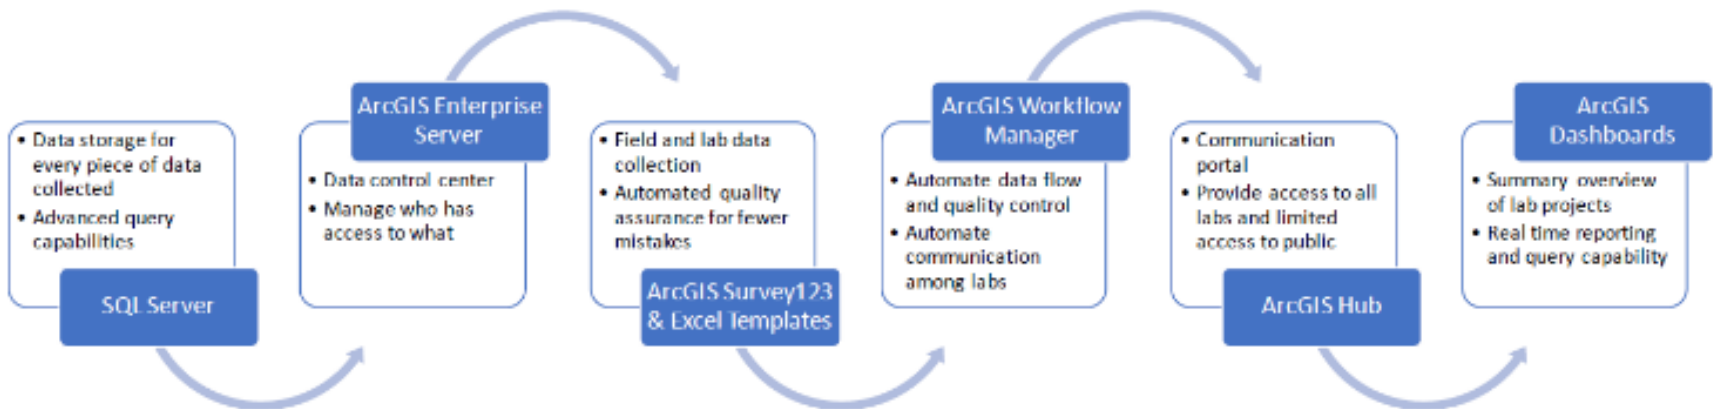 • Data storage for
every piece of data
collected
• Advanced query
capabilities
SQL Server
ArcGIS Enterprise
Server
• Data control center
• Manage who has
access to what
• Field and lab data
collection
• Automated quality
assurance for fewer
mistakes
ArcGIS Survey123
& Excel Templates
ArcGIS Workflow
Manager
• Automate data flow
and quality control
• Automate
communication
among labs
• Communication
portal
• Provide access to all
labs and limited
access to public
ArcGIS Hub
ArcGIS
Dashboards
• Summary overview
of lab projects
• Real time reporting
and query capability